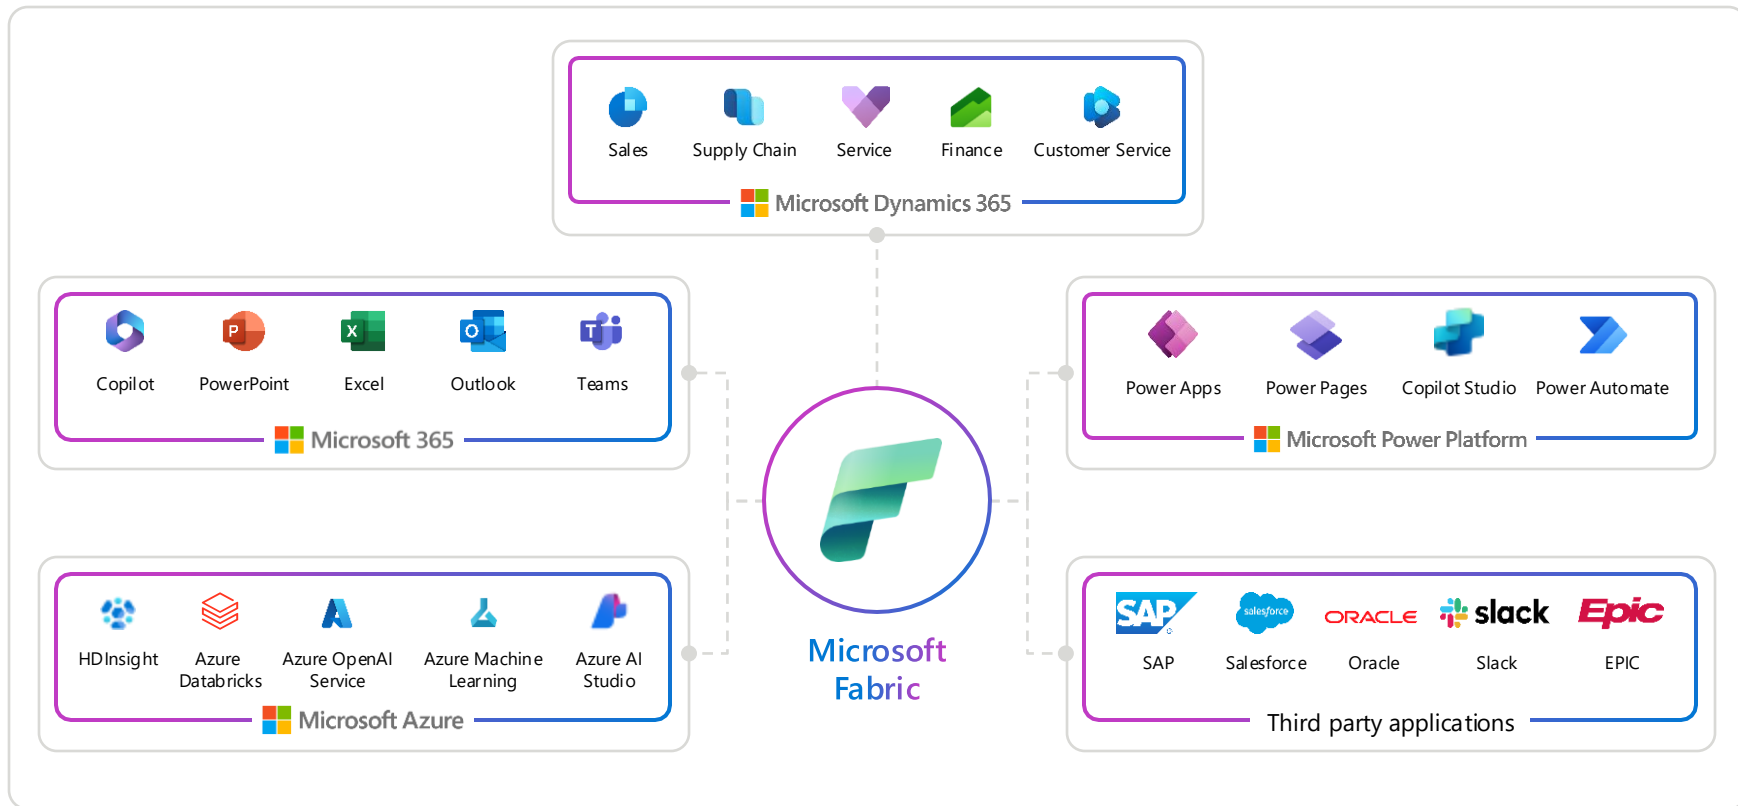 Sales
Supply Chain
Service
Finance
Customer Service
Microsoft Dynamics 365
P
X
O
T
Copilot
PowerPoint
Excel
Outlook
Teams
Microsoft 365
Power Apps
Power Pages
Copilot Studio
Power Automate
Microsoft Power Platform
HDInsight
Azure
Databricks
Azure OpenAI
Service
Azure Machine
Learning
Azure AI
Studio
Microsoft Azure
Microsoft
Fabric
SAP
salesforce
ORACLE
slack
Epic
SAP
Salesforce
Oracle
Slack
EPIC
Third party applications